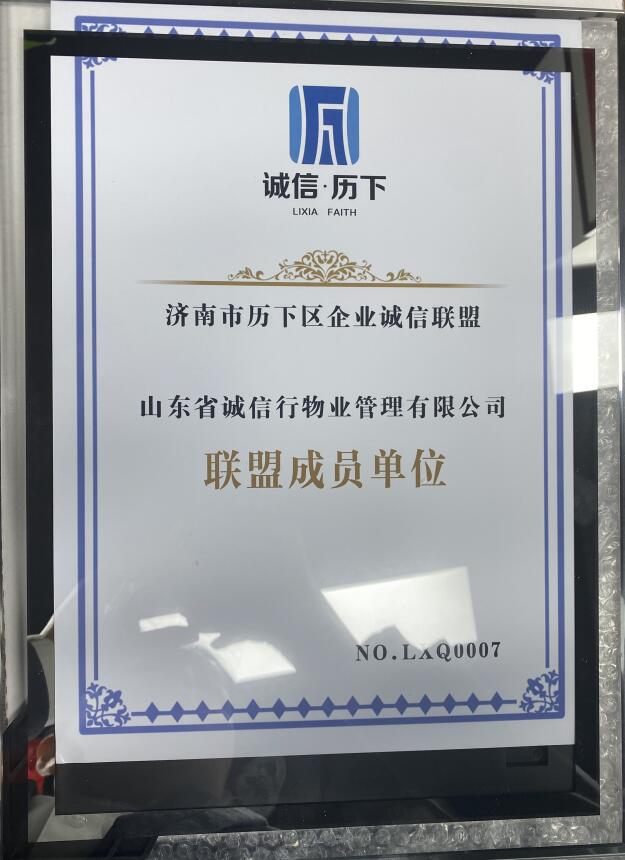 诚信·历下
LIXIA FAITH
济南市历下区企业诚信联盟
山东省诚信行物业管理有限公司
联盟成员单位
NO.LXQ0007